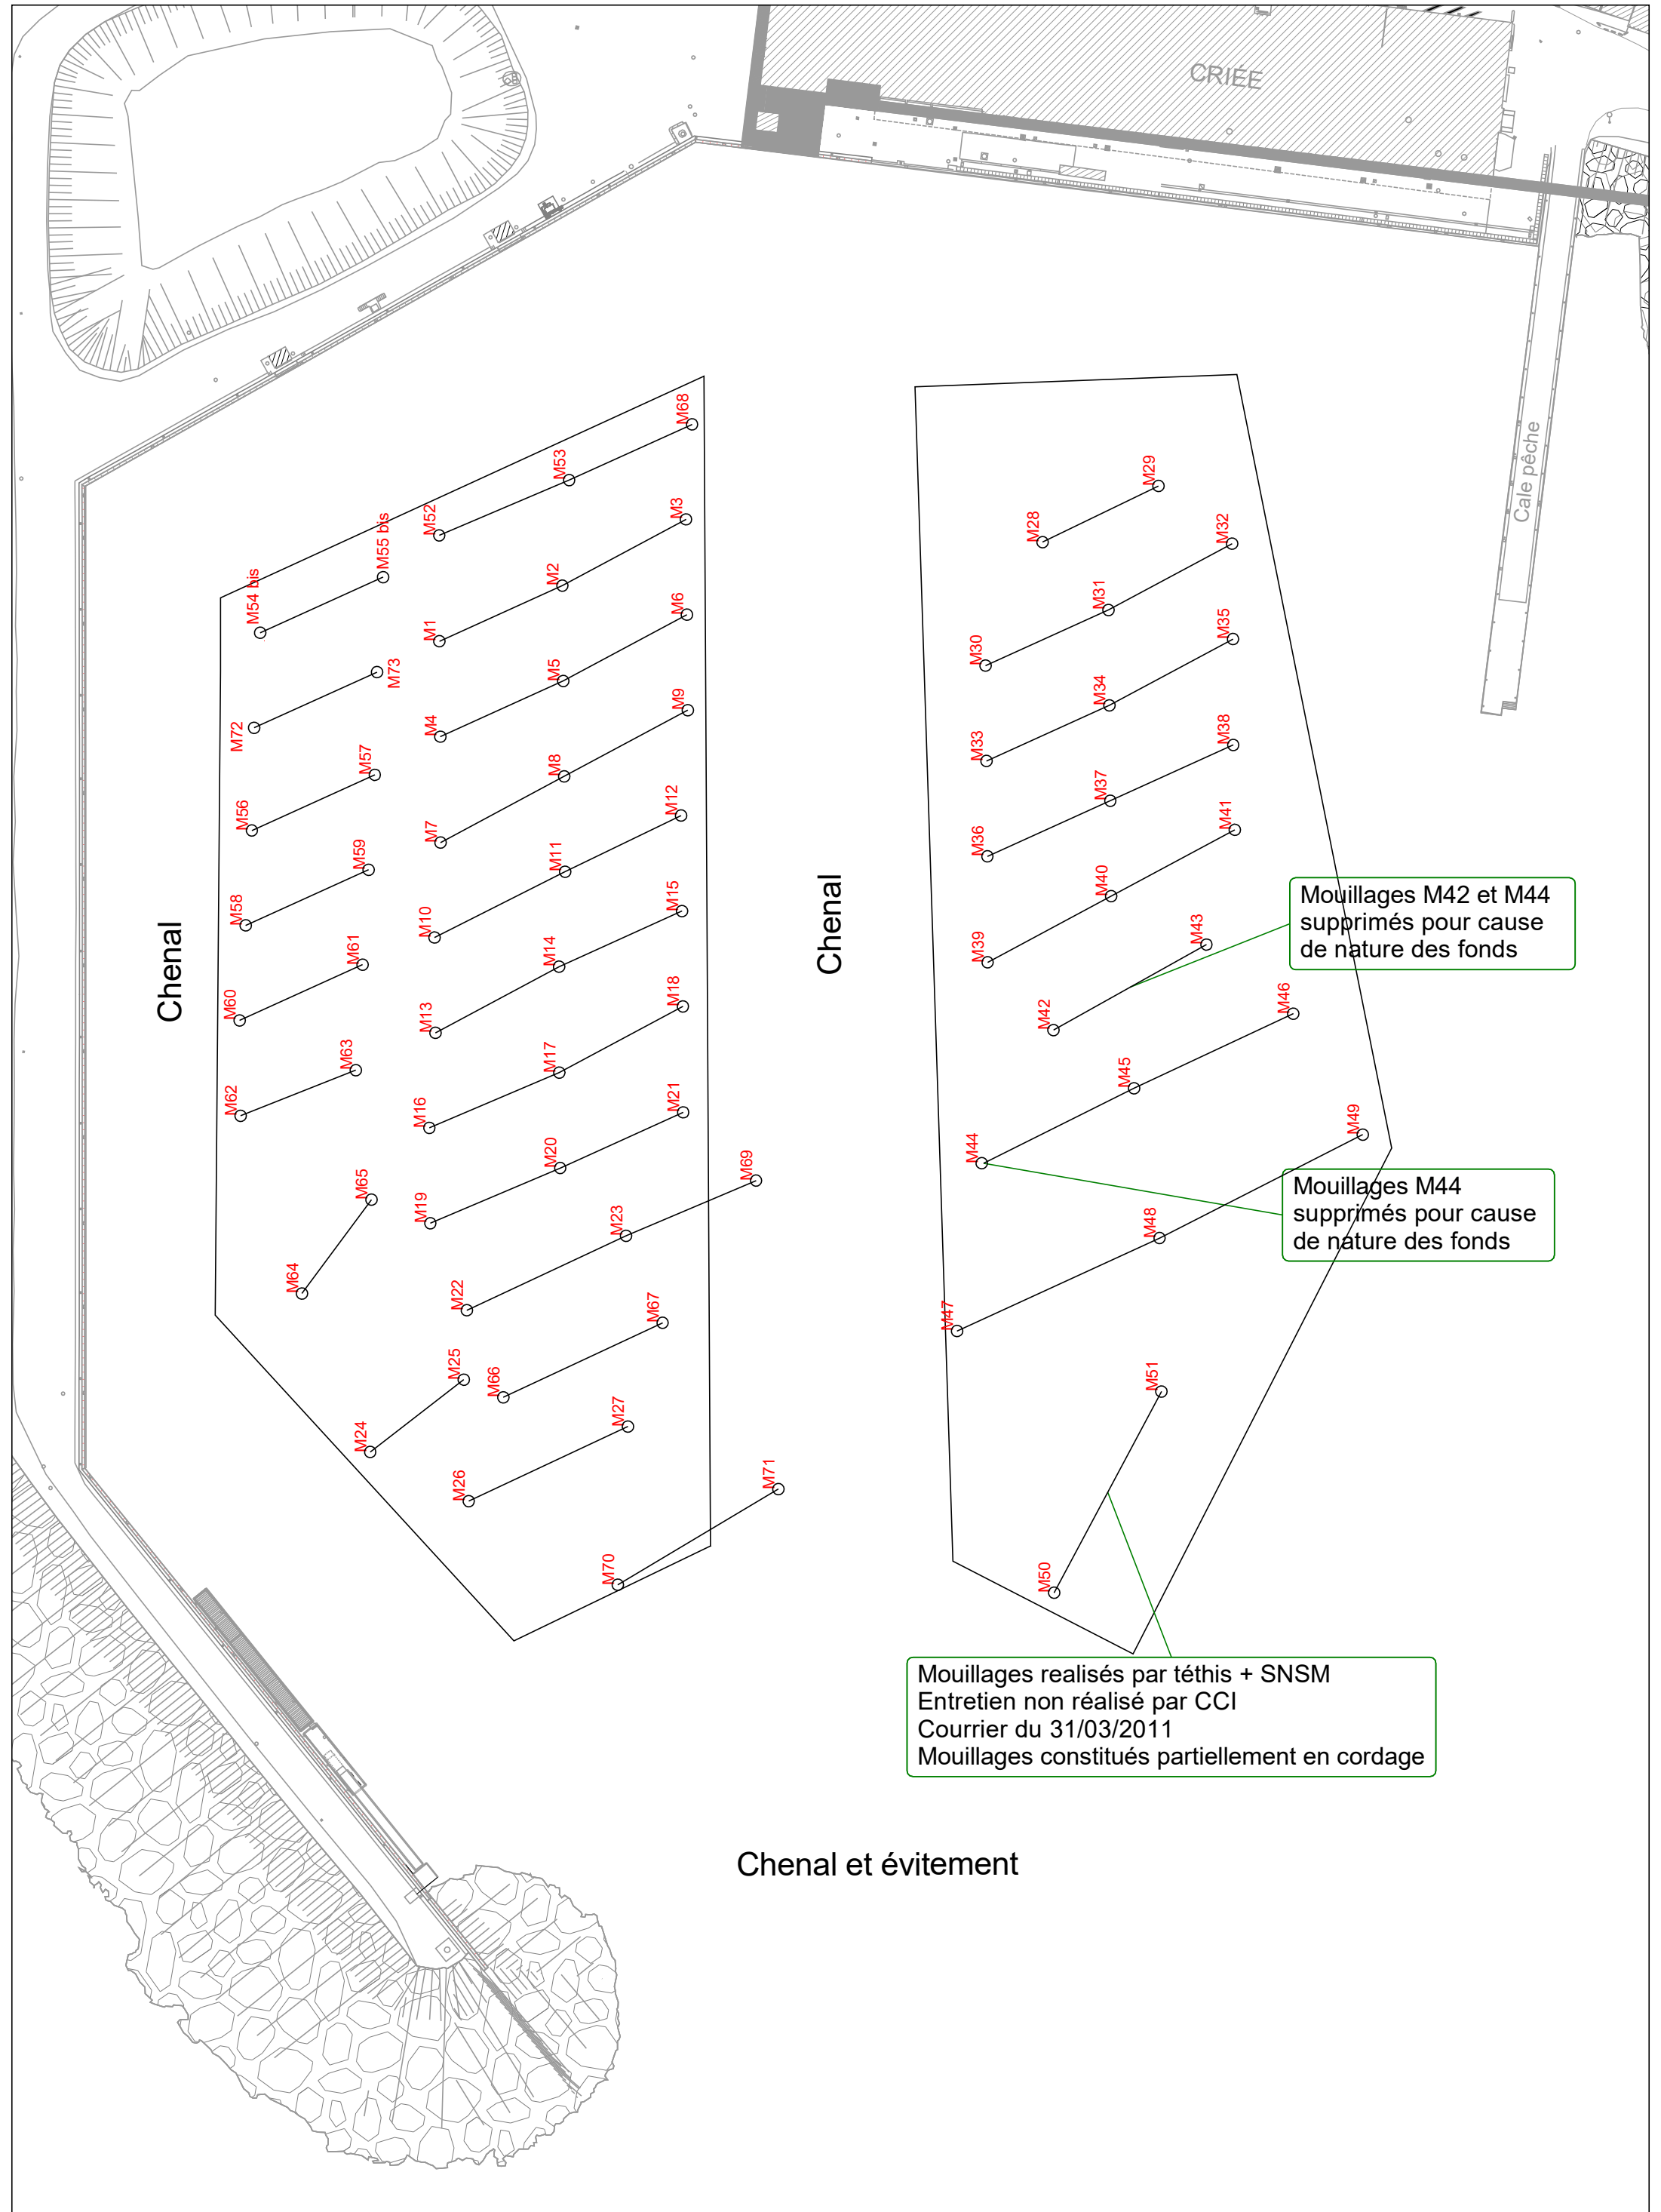 CRIÉE
Cale pêche
M68
M53
M52
M55 bis
M54 bis
M3
M2
M1
M73
M72
M6
M5
M4
M57
M56
M9
M8
M7
M59
M58
M12
M11
M10
M61
M60
M15
M14
M13
M63
M62
M18
M17
M16
M21
M20
M19
M65
M64
M69
M23
M22
M67
M66
M25
M24
M27
M26
M71
M70
M29
M28
M32
M31
M30
M35
M34
M33
M38
M37
M36
M41
M40
M39
M43
M42
M46
M45
M44
M49
M48
M47
M51
M50
Chenal
Chenal
Mouillages M42 et M44
supprimés pour cause
de nature des fonds
Mouillages M44
supprimés pour cause
de nature des fonds
Mouillages realisés par téthis + SNSM
Entretien non réalisé par CCI
Courrier du 31/03/2011
Mouillages constitués partiellement en cordage
Chenal et évitement